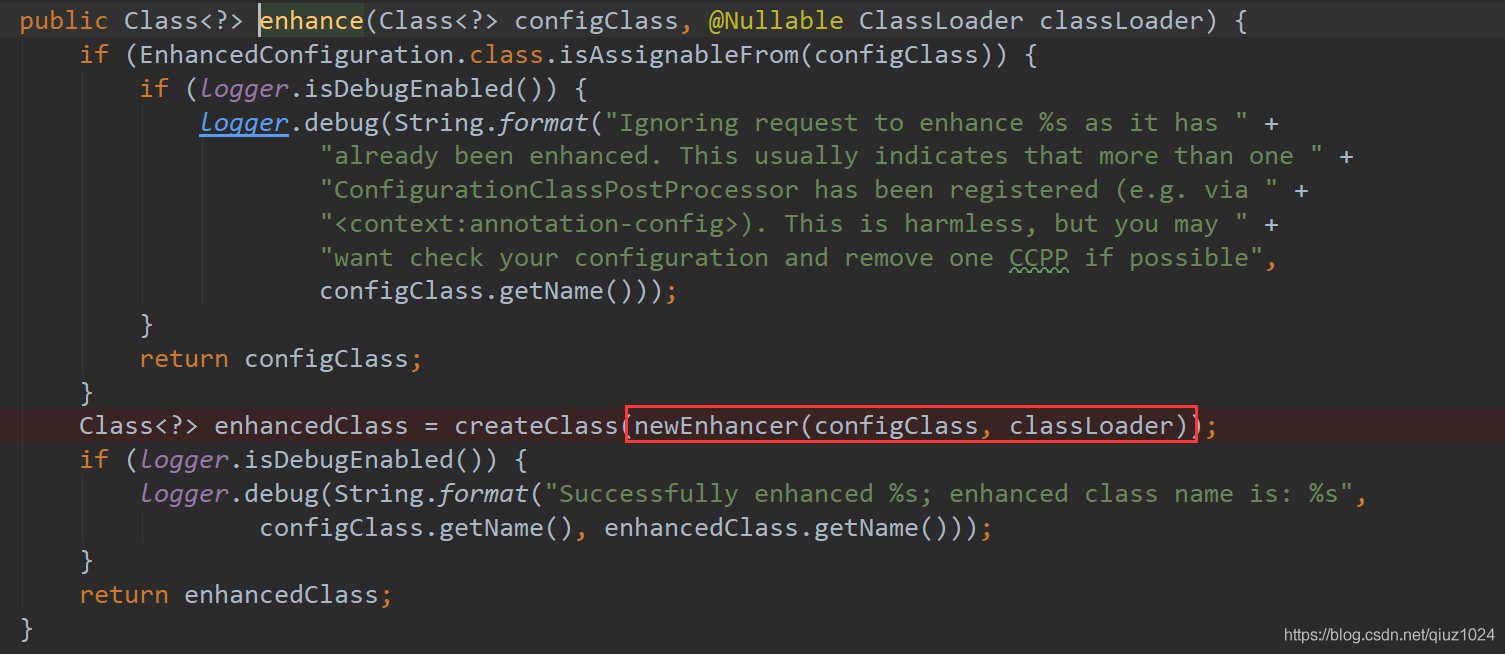 public Class<?> enhance(Class<?> configClass, @Nullable ClassLoader classLoader) {
if (EnhancedConfiguration.class.isAssignableFrom(configClass)) {
if (logger.isDebugEnabled()) {
logger.debug(String.format("Ignoring request to enhance %s as it has " +
"already been enhanced. This usually indicates that more than one " +
"ConfigurationClassPostProcessor has been registered (e.g. via " +
"<context:annotation-config>). This is harmless, but you may " +
"want check your configuration and remove one CCPP if possible",
configClass.getName()));
}
return configClass;
}
Class<?> enhancedClass = createClass(newEnhancer(configClass, classLoader));
if (logger.isDebugEnabled()) {
logger.debug(String.format("Successfully enhanced %s; enhanced class name is: %s",
configClass.getName(), enhancedClass.getName()));
}
return enhancedClass;
}
https://blog.csdn.net/qiuz1024